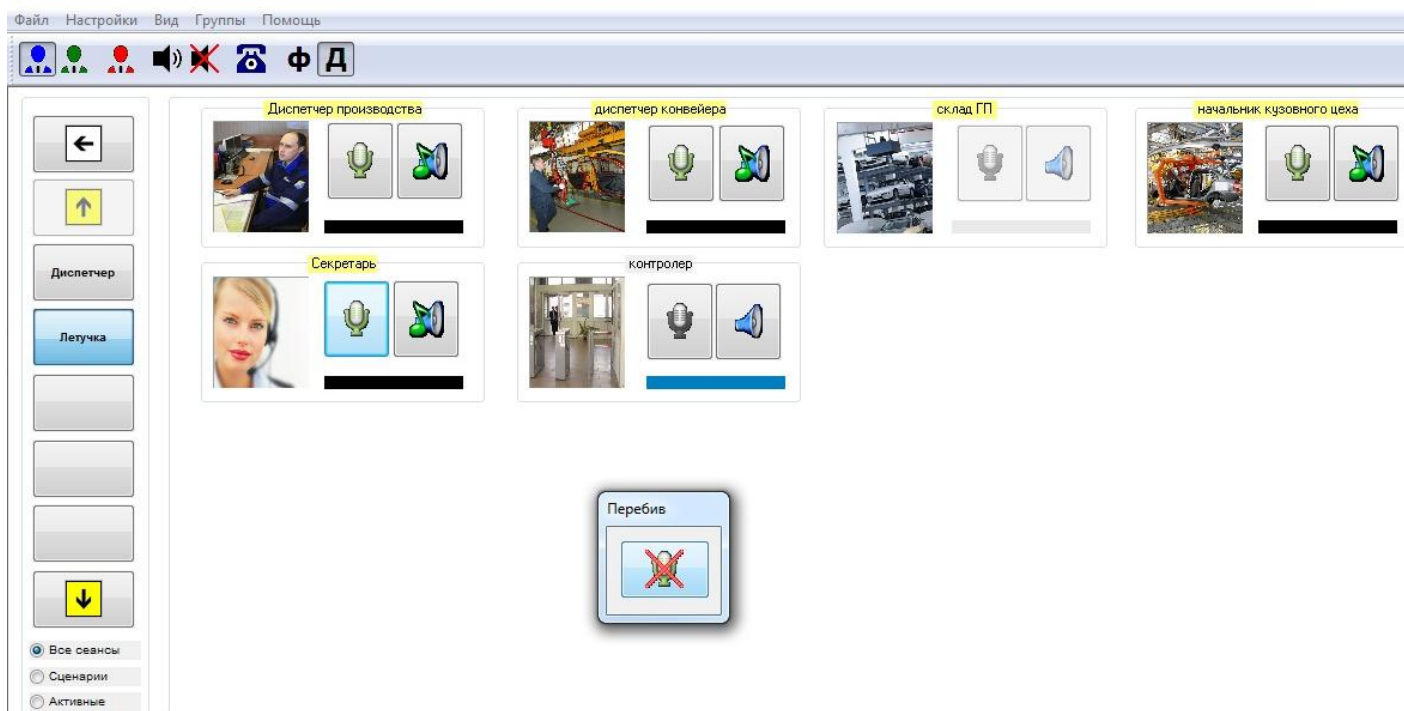 Файл Настройки Вид Группы Помощь
Ф Д
Диспетчер производства
диспетчер конвейера
склад ГП
начальник кузовного цеха
Диспетчер
Секретарь
контролер
Летучка
Перебив
Все сеансы
Сценарии
Активные